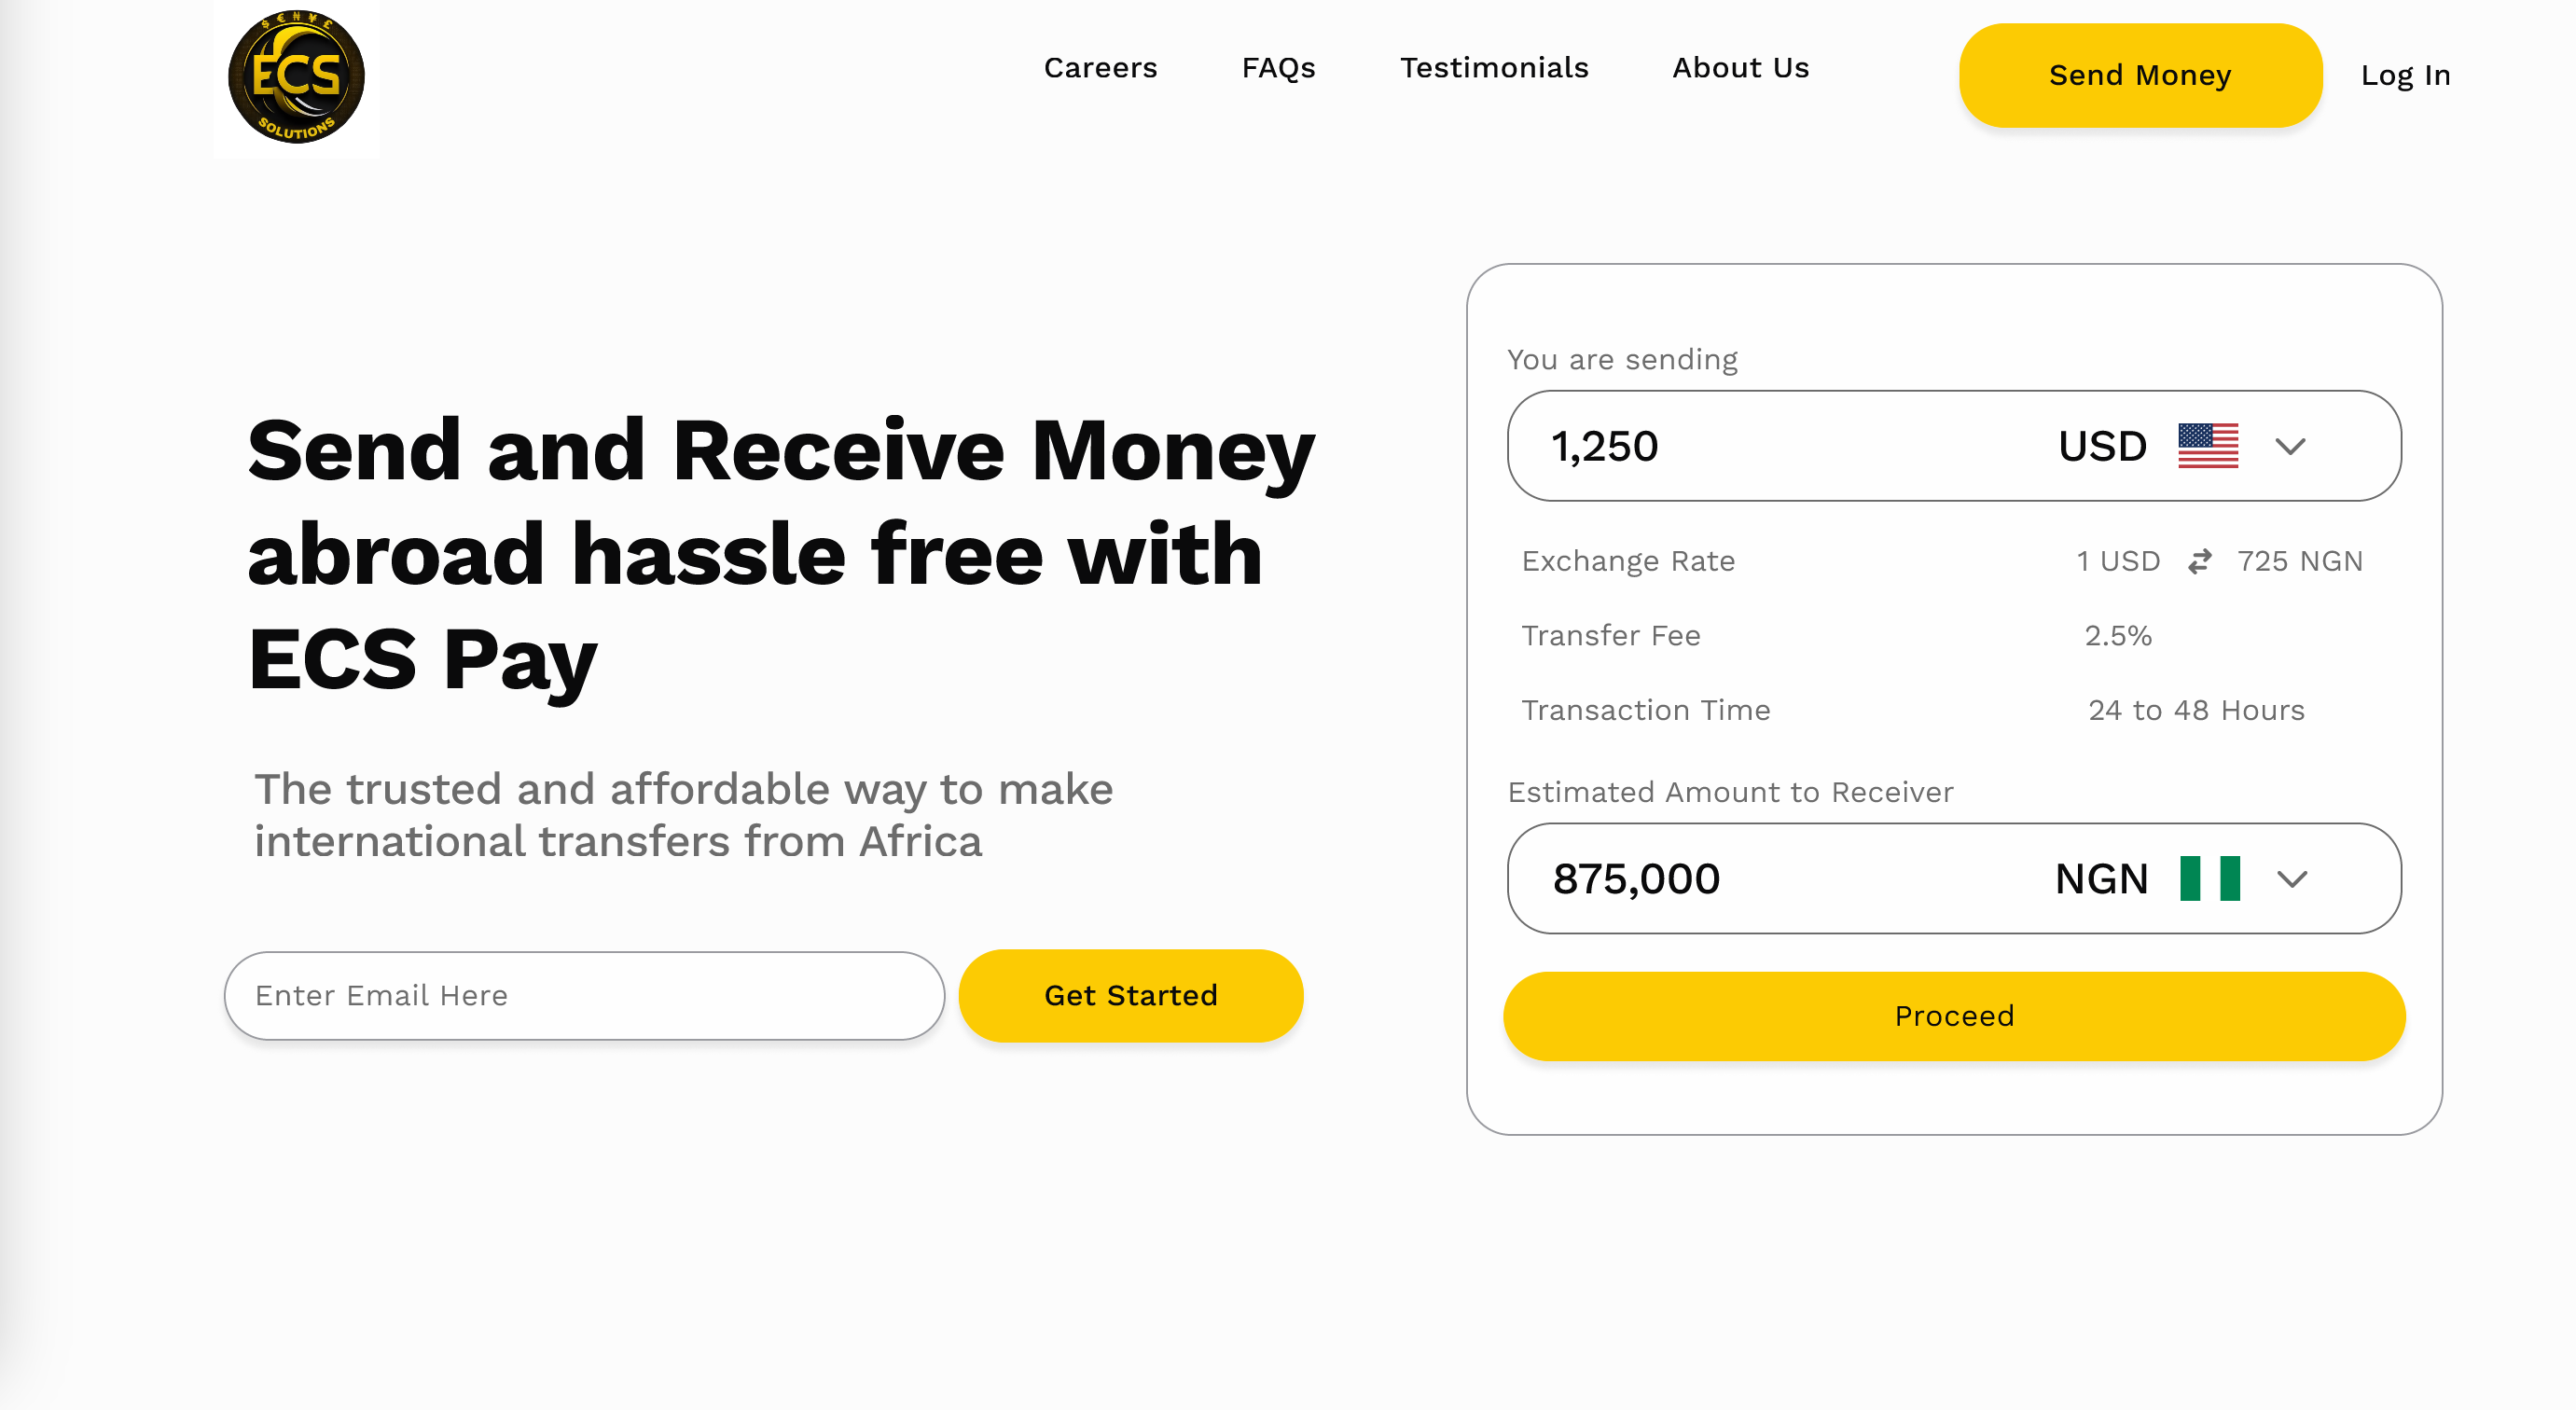 $ € ₦ ¥ £
ECS
SOLUTIONS
Careers
FAQs
Testimonials
About Us
Send Money
Log In
Send and Receive Money
abroad hassle free with
ECS Pay
The trusted and affordable way to make
international transfers from Africa
Enter Email Here
Get Started
You are sending
1,250 USD
Exchange Rate 1 USD 725 NGN
Transfer Fee 2.5%
Transaction Time 24 to 48 Hours
Estimated Amount to Receiver
875,000 NGN
Proceed